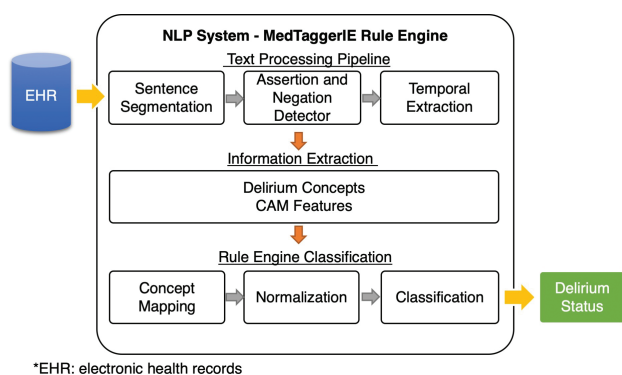 NLP System - MedTaggerIE Rule Engine
Text Processing Pipeline
EHR
Sentence
Segmentation
Assertion and
Negation
Detector
Temporal
Extraction
Information Extraction
Delirium Concepts
CAM Features
Rule Engine Classification
Concept
Mapping
Normalization
Classification
Delirium
Status
*EHR: electronic health records